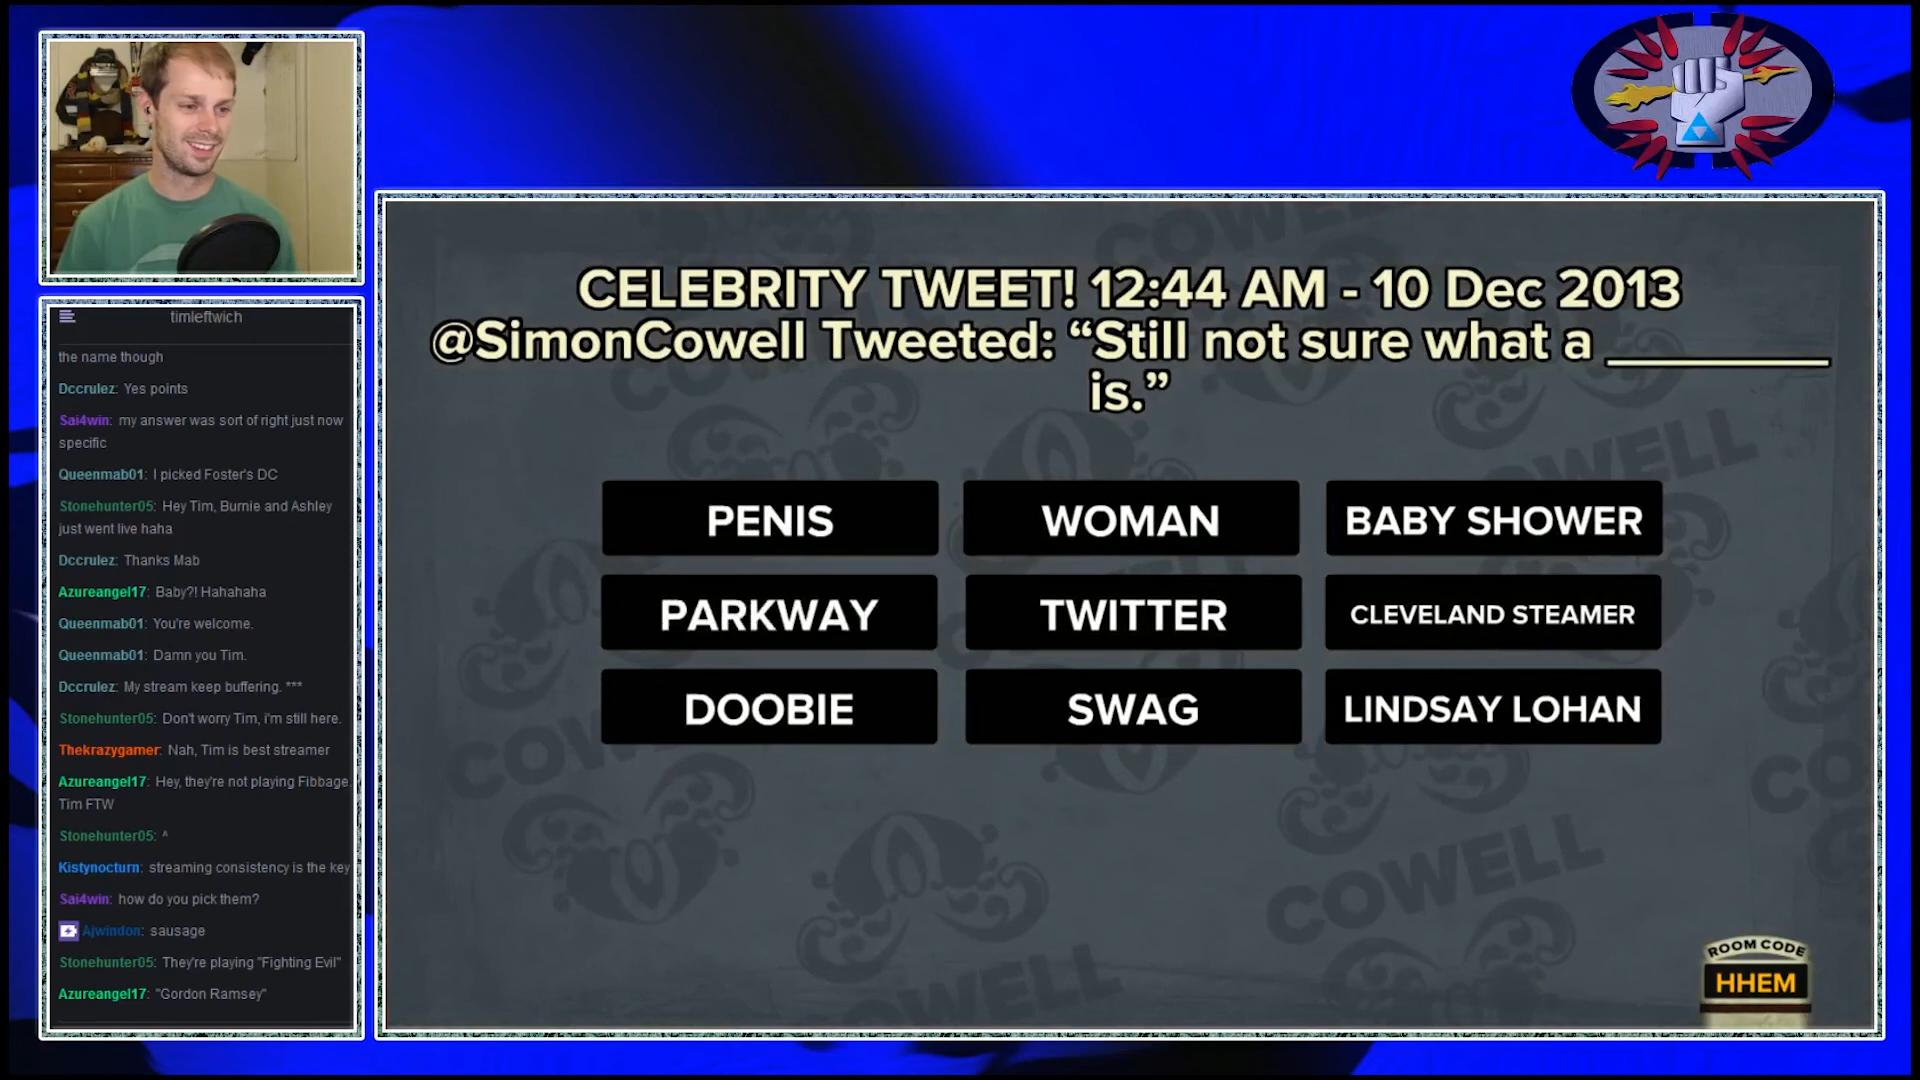 timleftwich
the name though
Dccrulez: Yes points
Sai4win: my answer was sort of right just now
specific
Queenmab01: I picked Foster's DC
Stonehunter05: Hey Tim, Burnie and Ashley
just went live haha
Dccrulez: Thanks Mab
Azureangel17: Baby?! Hahahaha
Queenmab01: You're welcome.
Queenmab01: Damn you Tim.
Dccrulez: My stream keep buffering. ***
Stonehunter05: Don't worry Tim, i'm still here.
Thekrazygamer: Nah, Tim is best streamer
Azureangel17: Hey, they're not playing Fibbage.
Tim FTW
Stonehunter05: ^
Kistynocturn: streaming consistency is the key
Sai4win: how do you pick them?
Ajwindon: sausage
Stonehunter05: They're playing "Fighting Evil"
Azureangel17: "Gordon Ramsey"
CELEBRITY TWEET! 12:44 AM - 10 Dec 2013
@SimonCowell Tweeted: “Still not sure what a __________
is.”
PENIS
WOMAN
BABY SHOWER
PARKWAY
TWITTER
CLEVELAND STEAMER
DOOBIE
SWAG
LINDSAY LOHAN
COWELL
COWELL
COWELL
COWELL
COWELL
ROOM CODE
HHEM